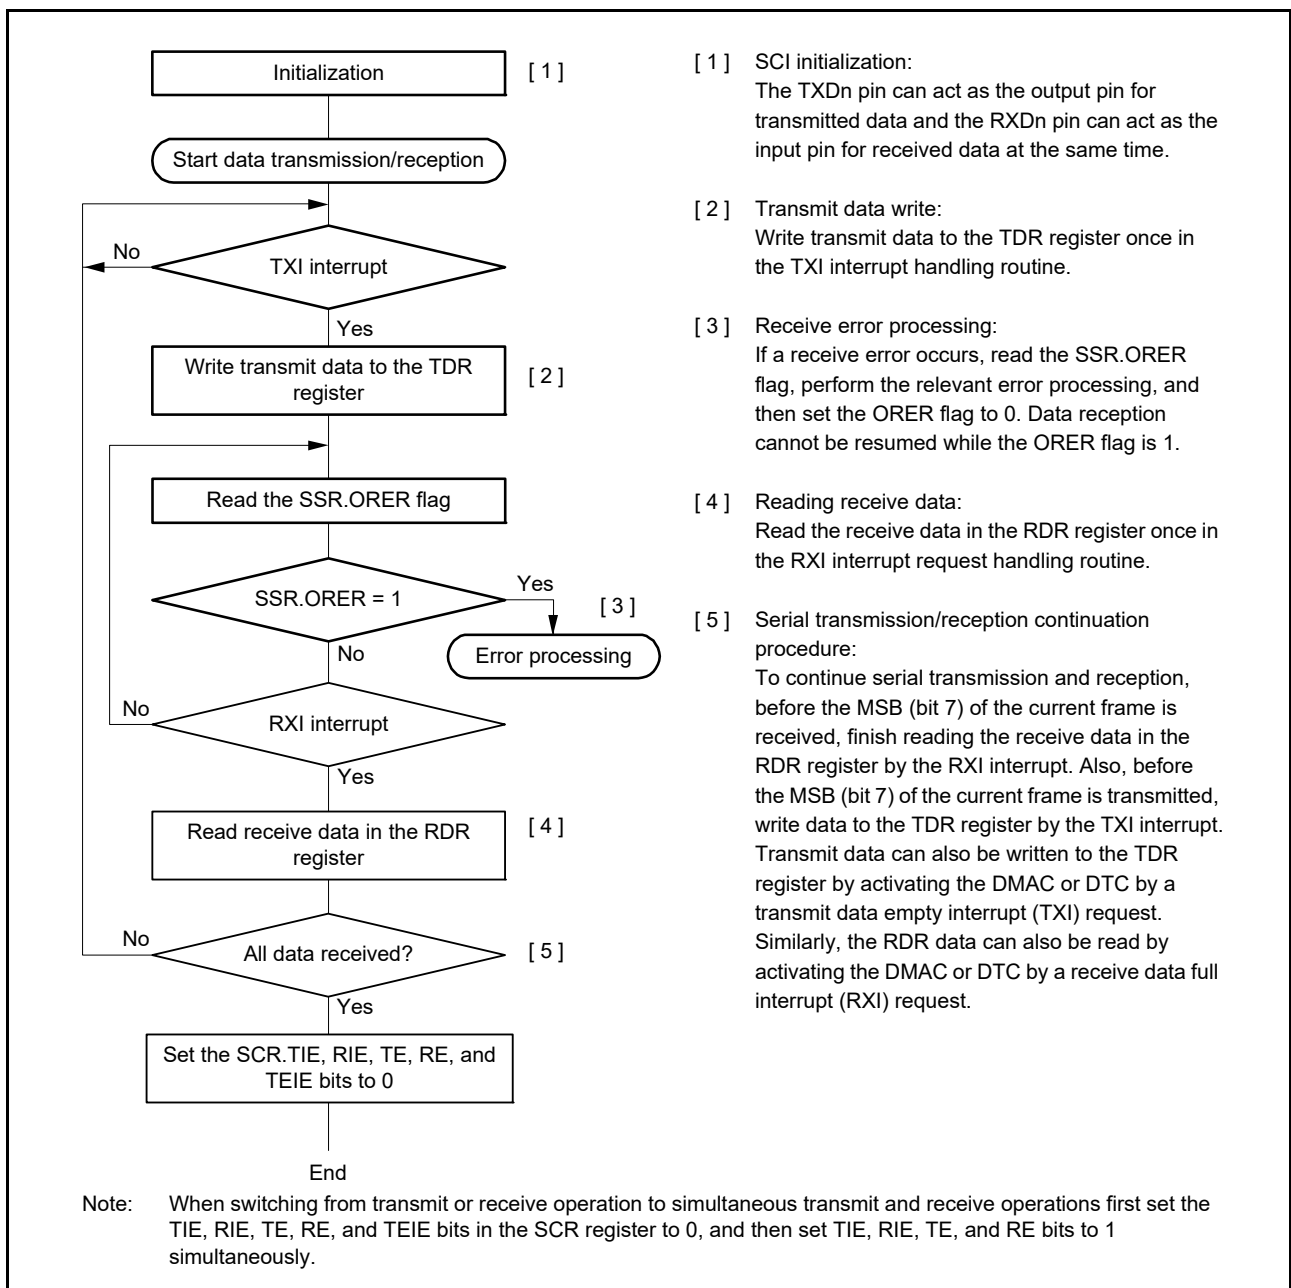 Initialization
[ 1 ]
Start data transmission/reception
No
TXI interrupt
Yes
Write transmit data to the TDR
register
[ 2 ]
Read the SSR.ORER flag
SSR.ORER = 1
Yes
[ 3 ]
Error processing
No
No
RXI interrupt
Yes
Read receive data in the RDR
register
[ 4 ]
No
All data received?
[ 5 ]
Yes
Set the SCR.TIE, RIE, TE, RE, and
TEIE bits to 0
End
[ 1 ] SCI initialization:
The TXDn pin can act as the output pin for
transmitted data and the RXDn pin can act as the
input pin for received data at the same time.
[ 2 ] Transmit data write:
Write transmit data to the TDR register once in
the TXI interrupt handling routine.
[ 3 ] Receive error processing:
If a receive error occurs, read the SSR.ORER
flag, perform the relevant error processing, and
then set the ORER flag to 0. Data reception
cannot be resumed while the ORER flag is 1.
[ 4 ] Reading receive data:
Read the receive data in the RDR register once in
the RXI interrupt request handling routine.
[ 5 ] Serial transmission/reception continuation
procedure:
To continue serial transmission and reception,
before the MSB (bit 7) of the current frame is
received, finish reading the receive data in the
RDR register by the RXI interrupt. Also, before
the MSB (bit 7) of the current frame is transmitted,
write data to the TDR register by the TXI interrupt.
Transmit data can also be written to the TDR
register by activating the DMAC or DTC by a
transmit data empty interrupt (TXI) request.
Similarly, the RDR data can also be read by
activating the DMAC or DTC by a receive data full
interrupt (RXI) request.
Note: When switching from transmit or receive operation to simultaneous transmit and receive operations first set the
TIE, RIE, TE, RE, and TEIE bits in the SCR register to 0, and then set TIE, RIE, TE, and RE bits to 1
simultaneously.